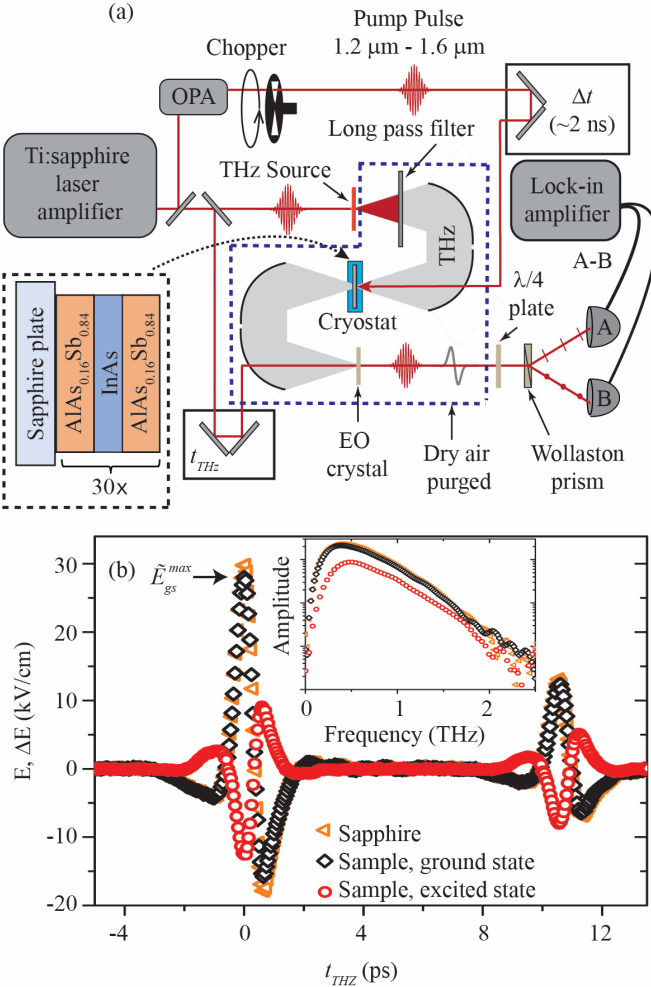 (a)
Pump Pulse
1.2 µm - 1.6 µm
Chopper
OPA
Δt
(~2 ns)
Long pass filter
Ti:sapphire
laser
amplifier
THz Source
Lock-in
amplifier
THz
A-B
λ/4
plate
Cryostat
A
B
Sapphire plate
AlAs0.16Sb0.84
InAs
AlAs0.16Sb0.84
30x
tTHz
EO
crystal
Dry air
purged
Wollaston
prism
(b)
Ẽgs max
E, ΔE (kV/cm)
30
20
10
0
-10
-20
Amplitude
0 1 2
Frequency (THz)
Sapphire
Sample, ground state
Sample, excited state
-4 0 4 8 12
tTHZ (ps)